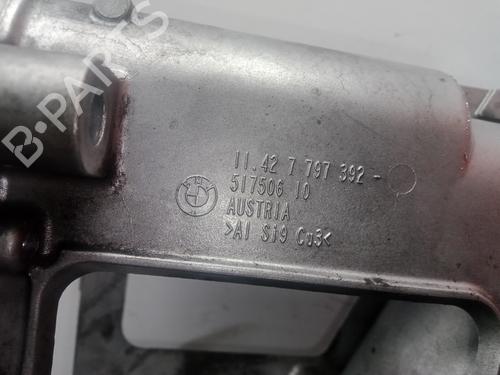 B-PARTS
11.42 7 797 392 -
517506 10
AUSTRIA
>Al Si9 Cu3<